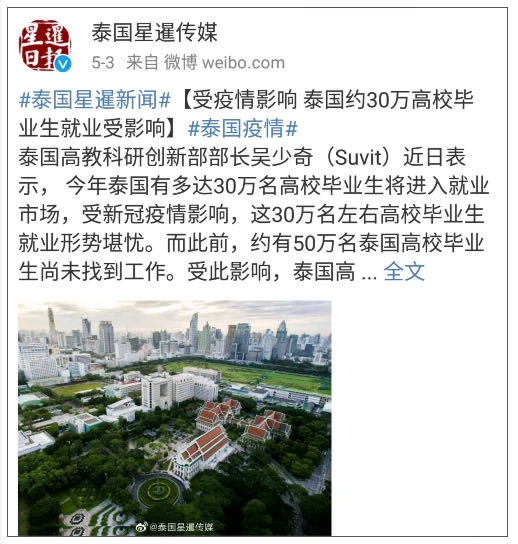 星暹
日報
泰国星暹传媒
5-3 来自 微博 weibo.com
#泰国星暹新闻#【受疫情影响 泰国约30万高校毕
业生就业受影响】#泰国疫情#
泰国高教科研创新部部长吴少奇（Suvit）近日表
示， 今年泰国有多达30万名高校毕业生将进入就业
市场，受新冠疫情影响，这30万名左右高校毕业生
就业形势堪忧。而此前，约有50万名泰国高校毕业
生尚未找到工作。受此影响，泰国高 ... 全文
@泰国星暹传媒